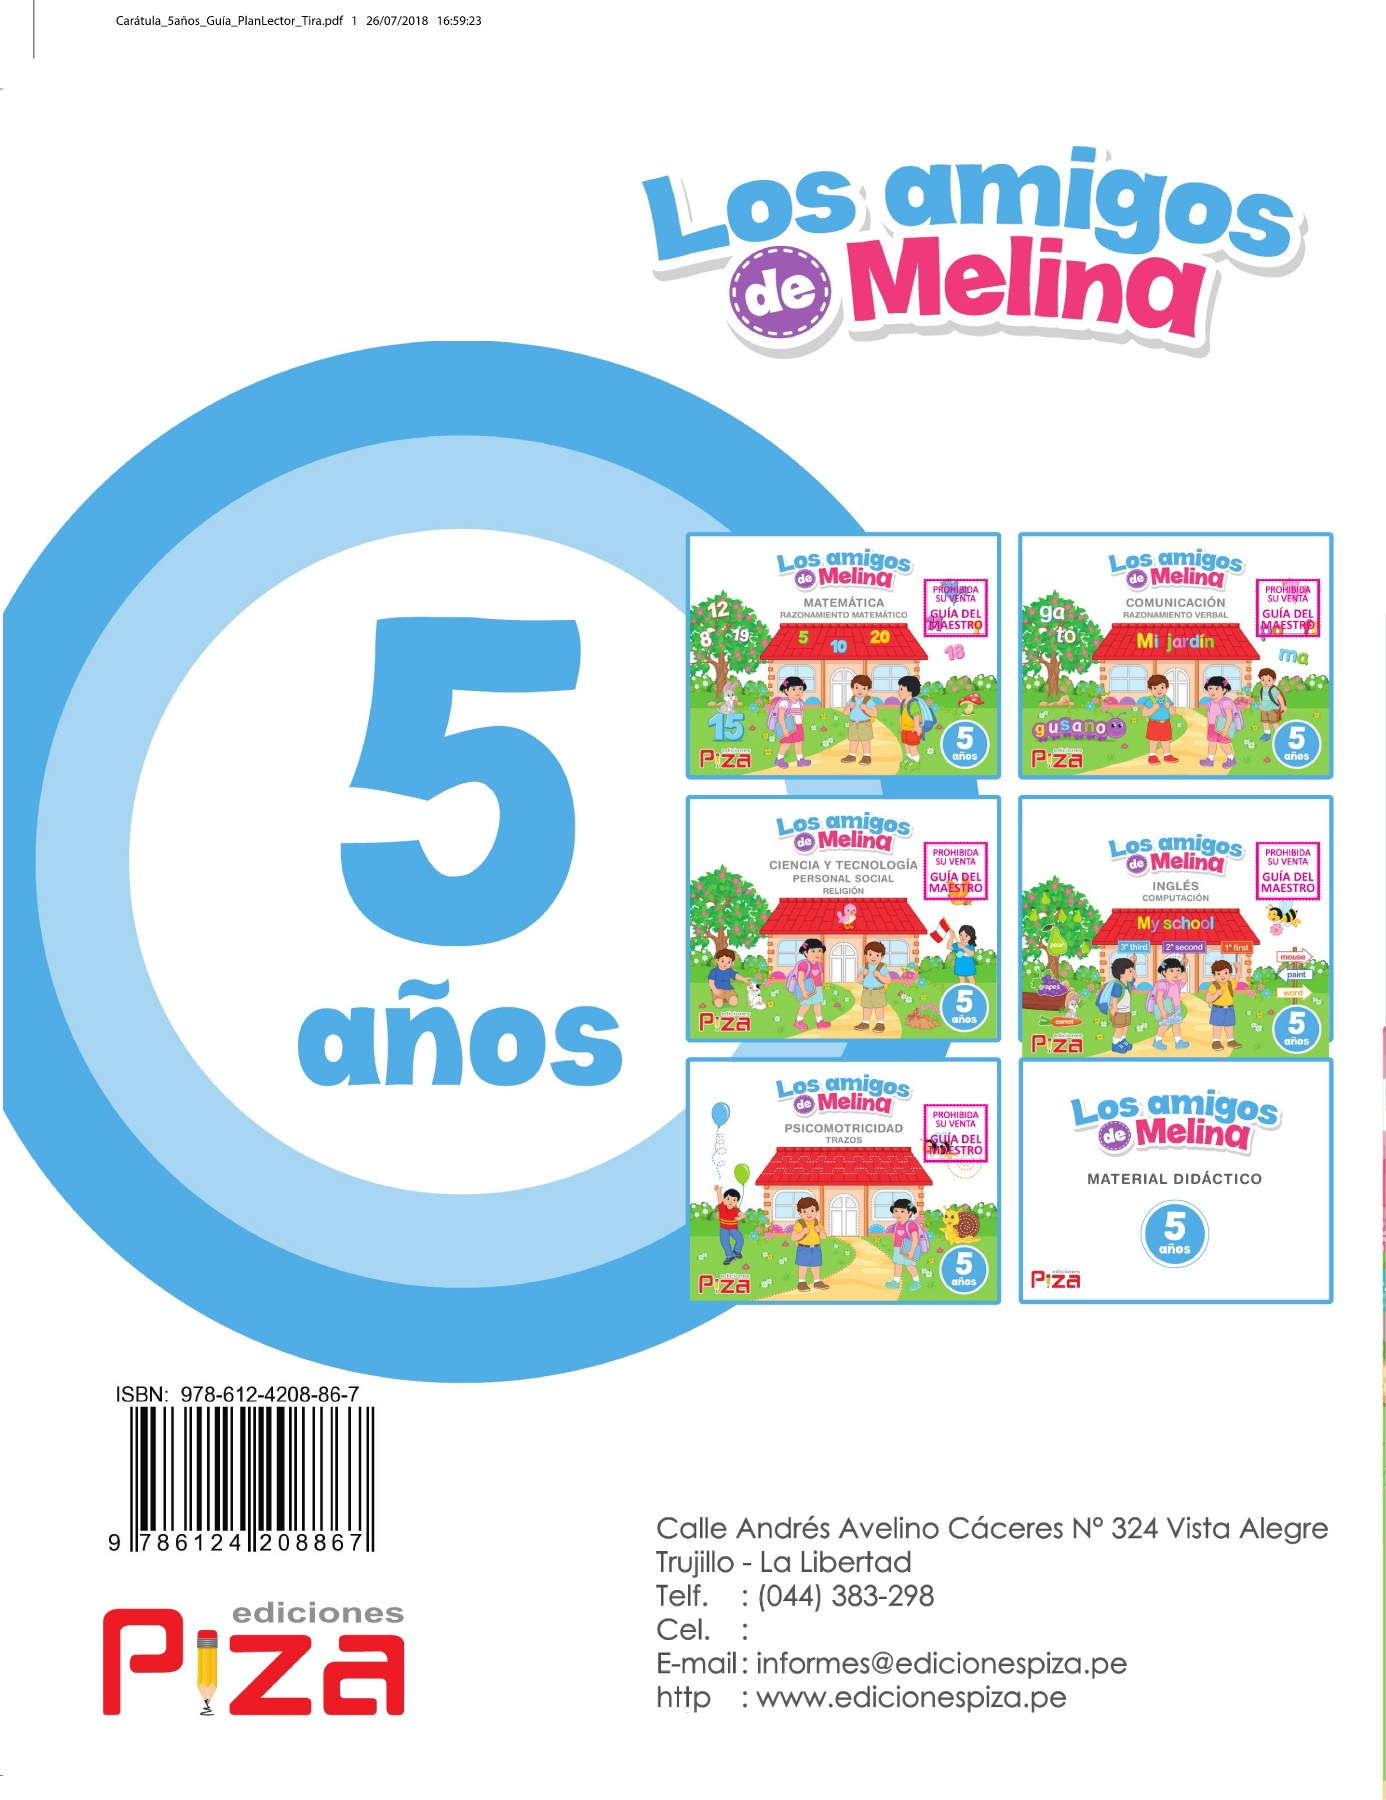 Carátula_5años_Guía_PlanLector_Tira.pdf 1 26/07/2018 16:59:23
Los amigos
de Melina
5
años
Los amigos
de Melina
MATEMÁTICA
RAZONAMIENTO MATEMÁTICO
PROHIBIDA
SU VENTA
GUÍA DEL
MAESTRO
12
8
19
5
10
20
18
15
ediciones
Piza
5
años
Los amigos
de Melina
COMUNICACIÓN
RAZONAMIENTO VERBAL
PROHIBIDA
SU VENTA
GUÍA DEL
MAESTRO
ga
to
Mi jardín
ma
gusano
ediciones
Piza
5
años
Los amigos
de Melina
CIENCIA Y TECNOLOGÍA
PERSONAL SOCIAL
RELIGIÓN
PROHIBIDA
SU VENTA
GUÍA DEL
MAESTRO
ediciones
Piza
5
años
Los amigos
de Melina
INGLÉS
COMPUTACIÓN
PROHIBIDA
SU VENTA
GUÍA DEL
MAESTRO
My school
3° third
2° second
1° first
pear
grapes
carrot
mouse
paint
word
Piza
5
años
Los amigos
de Melina
PSICOMOTRICIDAD
TRAZOS
PROHIBIDA
SU VENTA
GUÍA DEL
MAESTRO
ediciones
Piza
5
años
Los amigos
de Melina
MATERIAL DIDÁCTICO
5
años
ediciones
Piza
ISBN: 978-612-4208-86-7
9 786124 208867
ediciones
Piza
Calle Andrés Avelino Cáceres N° 324 Vista Alegre
Trujillo - La Libertad
Telf. : (044) 383-298
Cel. :
E-mail : informes@edicionespiza.pe
http : www.edicionespiza.pe